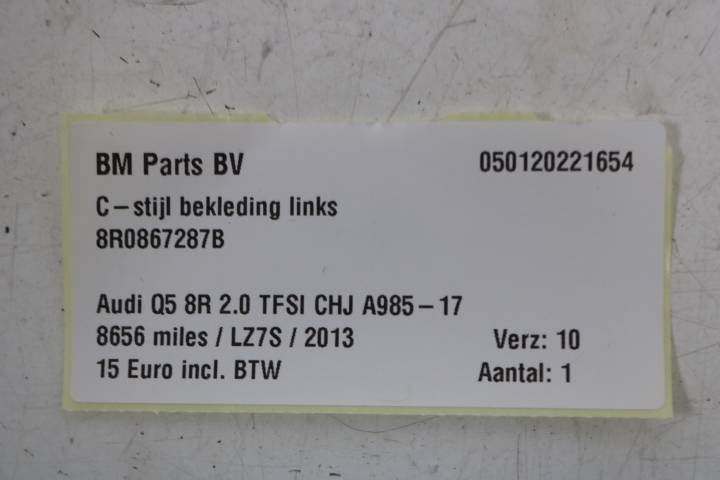 BM Parts BV 050120221654
C-stijl bekleding links
8R0867287B
Audi Q5 8R 2.0 TFSI CHJ A985-17
8656 miles / LZ7S / 2013 Verz: 10
15 Euro incl. BTW Aantal: 1